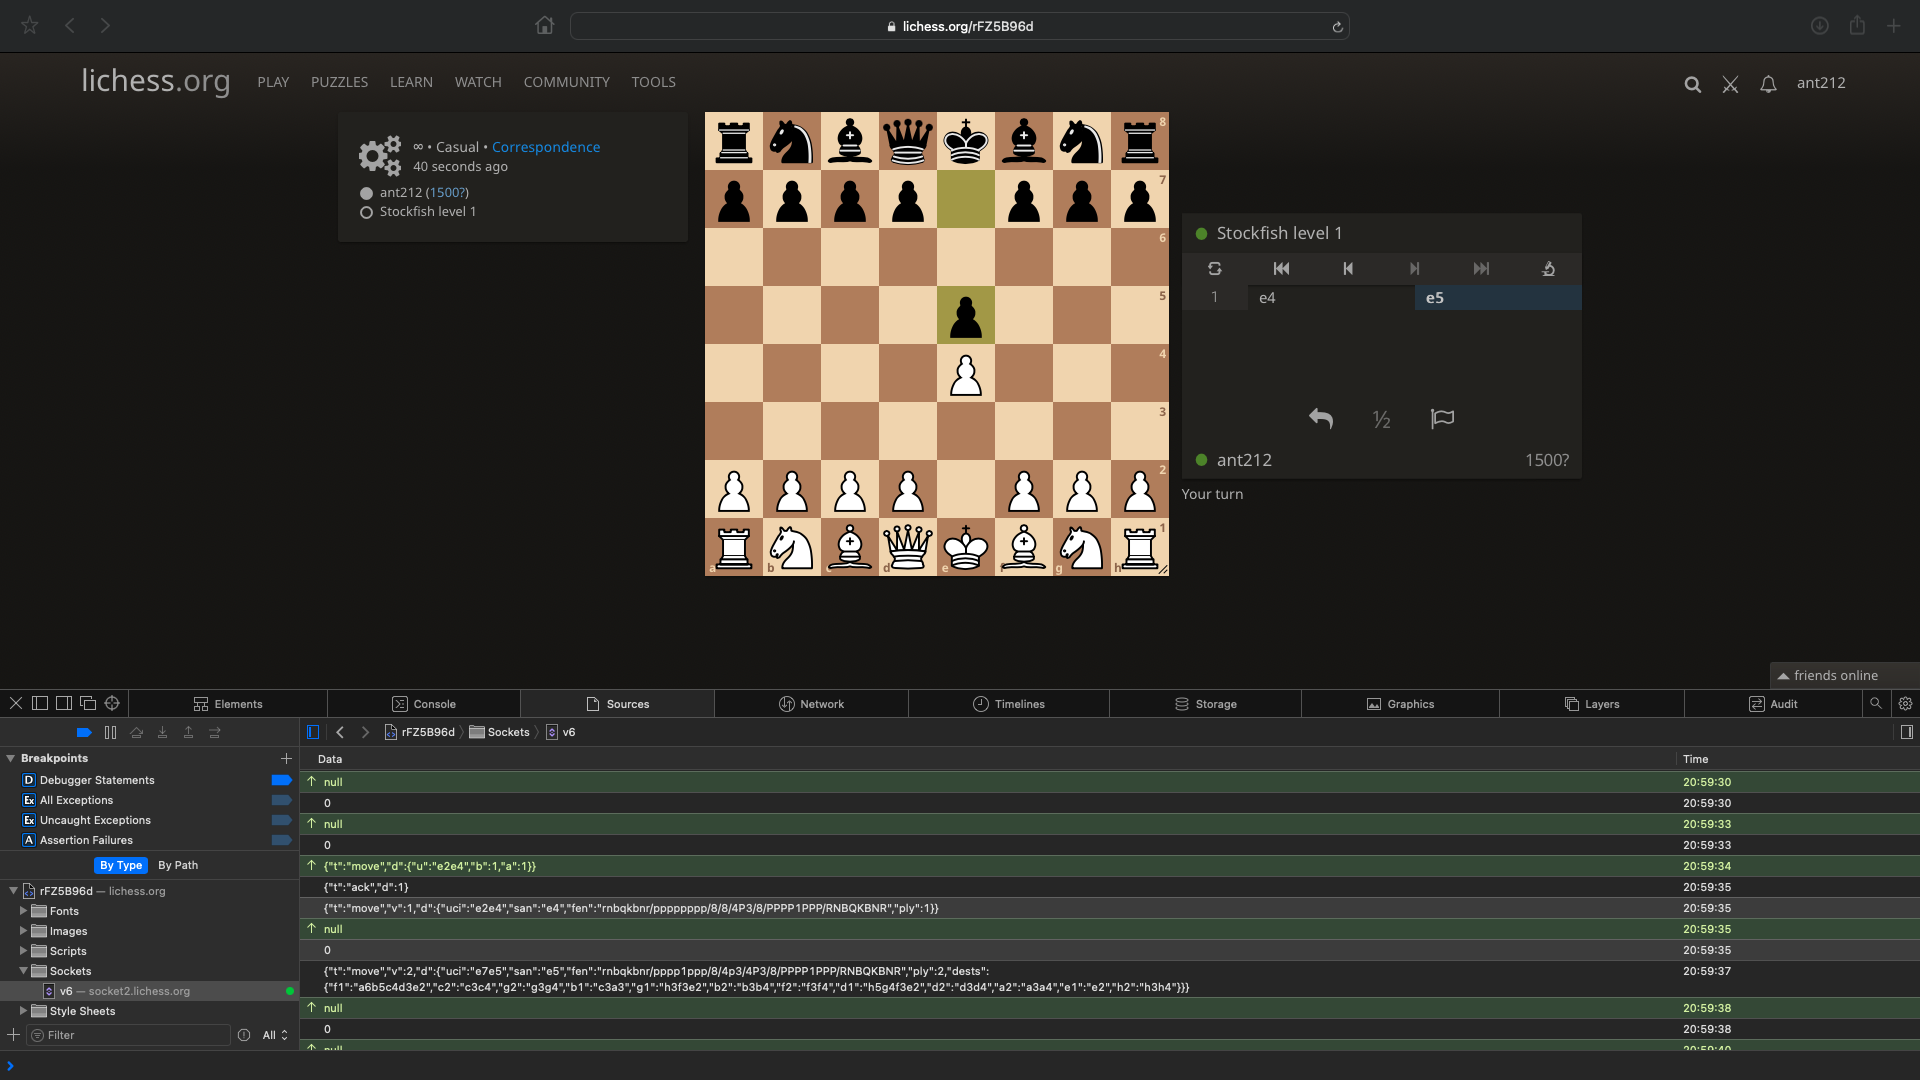 lichess.org/rFZ5B96d
lichess.org PLAY PUZZLES LEARN WATCH COMMUNITY TOOLS ant212
∞ • Casual • Correspondence
40 seconds ago
ant212 (1500?)
Stockfish level 1
8
7
6
5
4
3
2
1
a b c d e f g h
Stockfish level 1
1 e4 e5
½
ant212 1500?
Your turn
friends online
Elements Console Sources Network Timelines Storage Graphics Layers Audit
rFZ5B96d Sockets v6
Breakpoints
D Debugger Statements
Ex All Exceptions
Ex Uncaught Exceptions
A Assertion Failures
By Type By Path
rFZ5B96d — lichess.org
Fonts
Images
Scripts
Sockets
v6 — socket2.lichess.org
Style Sheets
Filter All
Data Time
null 20:59:30
0 20:59:30
null 20:59:33
0 20:59:33
{"t":"move","d":{"u":"e2e4","b":1,"a":1}} 20:59:34
{"t":"ack","d":1} 20:59:35
{"t":"move","v":1,"d":{"uci":"e2e4","san":"e4","fen":"rnbqkbnr/pppppppp/8/8/4P3/8/PPPP1PPP/RNBQKBNR","ply":1}} 20:59:35
null 20:59:35
0 20:59:35
{"t":"move","v":2,"d":{"uci":"e7e5","san":"e5","fen":"rnbqkbnr/pppp1ppp/8/4p3/4P3/8/PPPP1PPP/RNBQKBNR","ply":2,"dests": 20:59:37
{"f1":"a6b5c4d3e2","c2":"c3c4","g2":"g3g4","b1":"c3a3","g1":"h3f3e2","b2":"b3b4","f2":"f3f4","d1":"h5g4f3e2","d2":"d3d4","a2":"a3a4","e1":"e2","h2":"h3h4"}}}
null 20:59:38
0 20:59:38
null 20:59:40